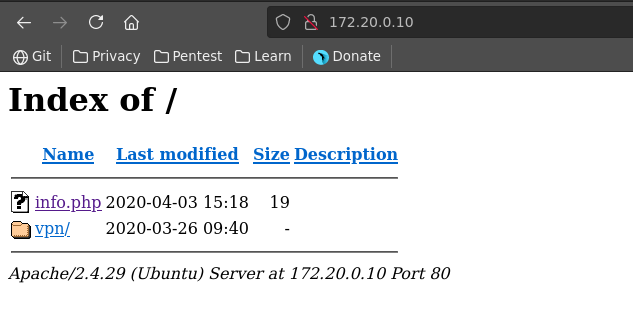 172.20.0.10
Git Privacy Pentest Learn Donate
Index of /
Name Last modified Size Description
info.php 2020-04-03 15:18 19
vpn/ 2020-03-26 09:40 -
Apache/2.4.29 (Ubuntu) Server at 172.20.0.10 Port 80